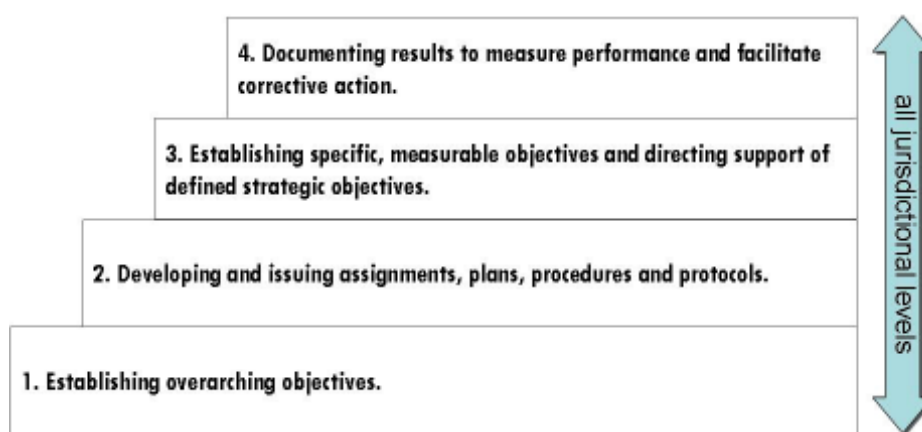 4. Documenting results to measure performance and facilitate
corrective action.
3. Establishing specific, measurable objectives and directing support of
defined strategic objectives.
2. Developing and issuing assignments, plans, procedures and protocols.
1. Establishing overarching objectives.
all jurisdictional levels